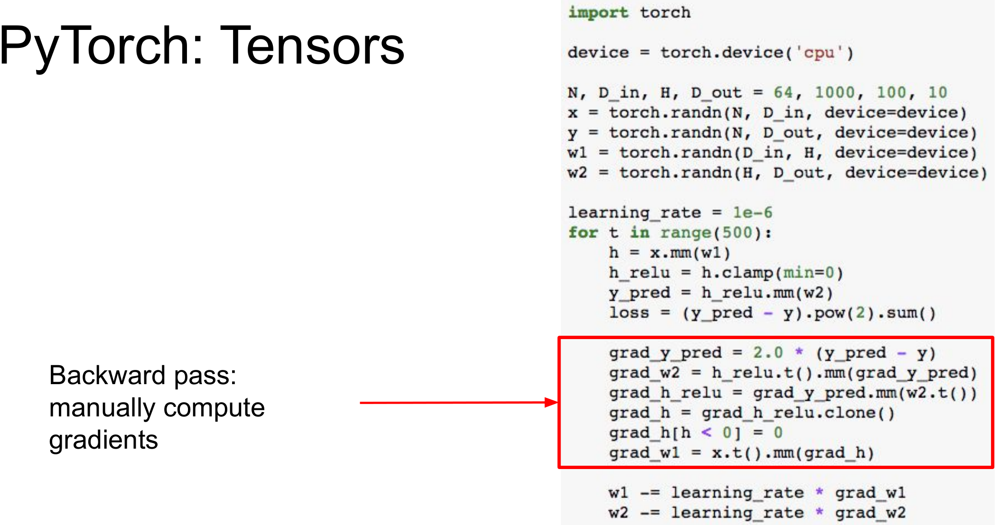 PyTorch: Tensors
import torch
device = torch.device('cpu')
N, D_in, H, D_out = 64, 1000, 100, 10
x = torch.randn(N, D_in, device=device)
y = torch.randn(N, D_out, device=device)
w1 = torch.randn(D_in, H, device=device)
w2 = torch.randn(H, D_out, device=device)
learning_rate = 1e-6
for t in range(500):
    h = x.mm(w1)
    h_relu = h.clamp(min=0)
    y_pred = h_relu.mm(w2)
    loss = (y_pred - y).pow(2).sum()
Backward pass:
manually compute
gradients
    grad_y_pred = 2.0 * (y_pred - y)
    grad_w2 = h_relu.t().mm(grad_y_pred)
    grad_h_relu = grad_y_pred.mm(w2.t())
    grad_h = grad_h_relu.clone()
    grad_h[h < 0] = 0
    grad_w1 = x.t().mm(grad_h)
    w1 -= learning_rate * grad_w1
    w2 -= learning_rate * grad_w2